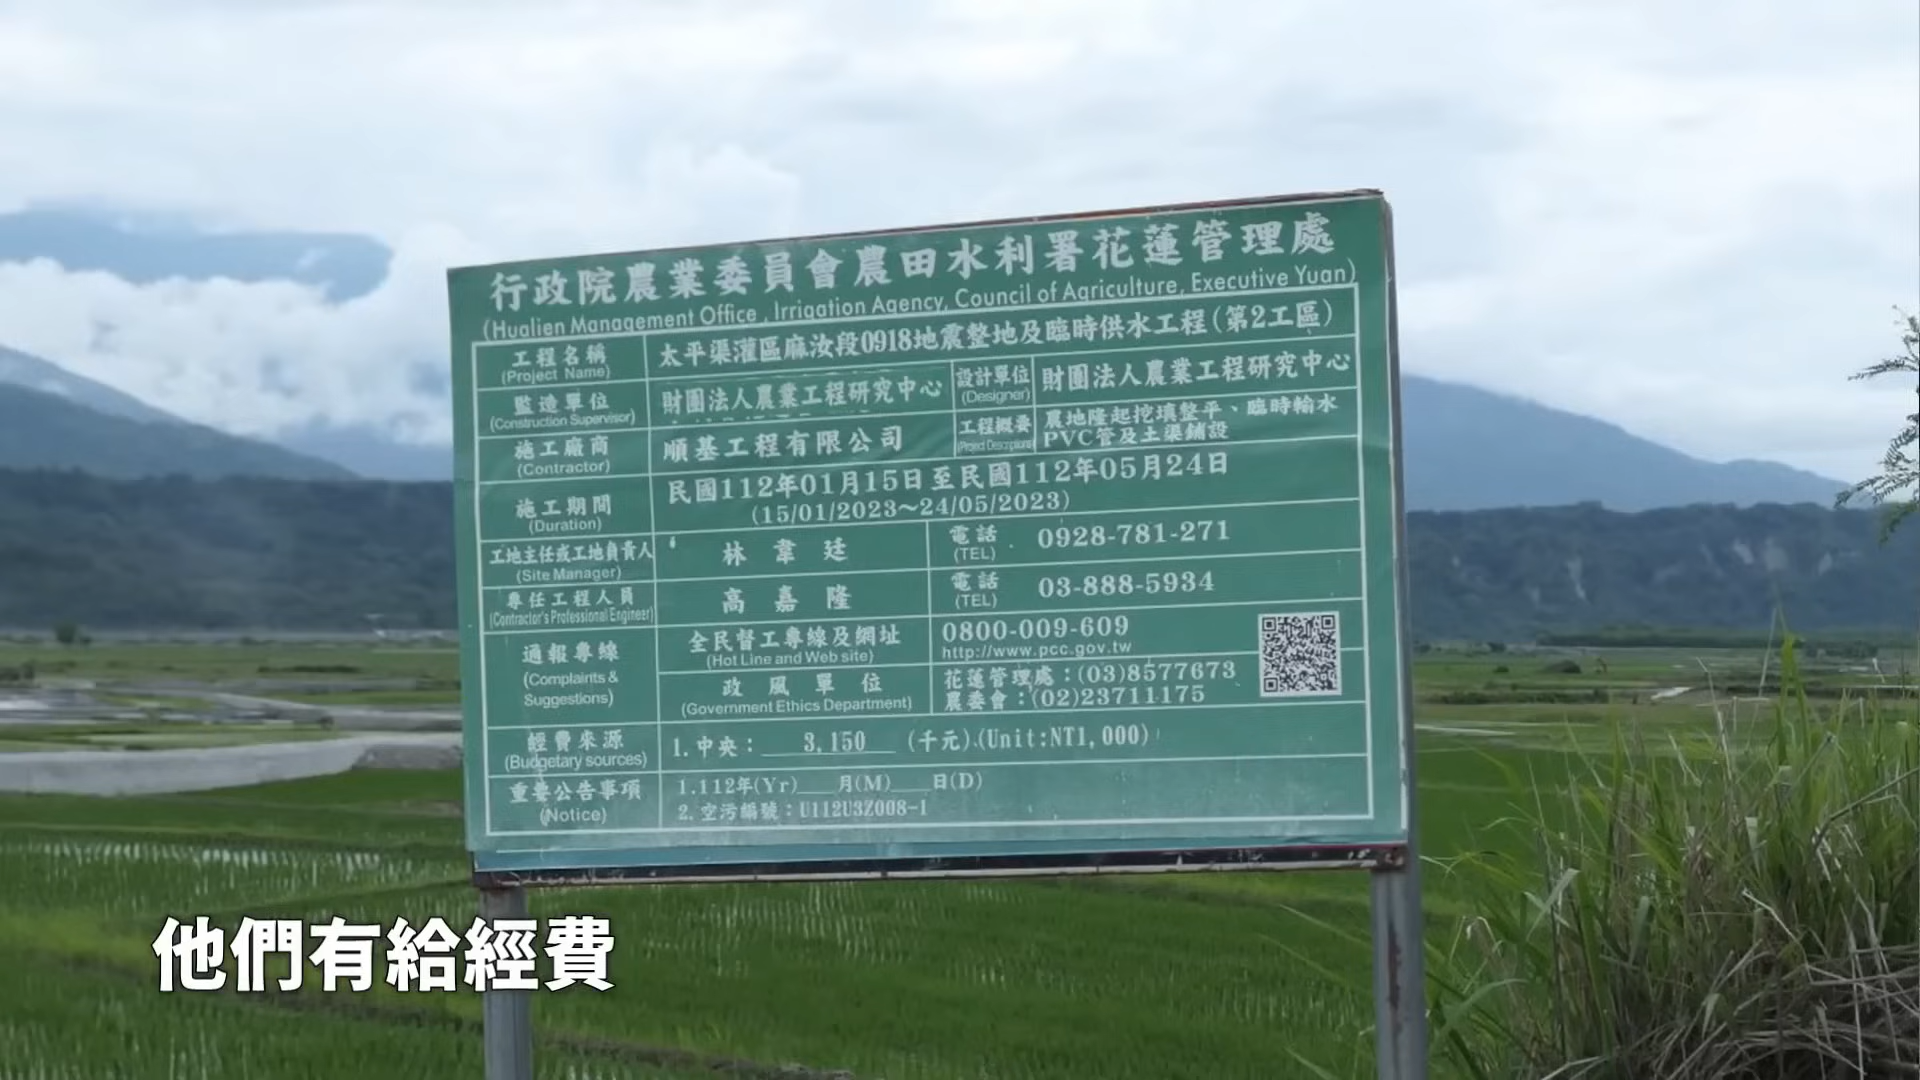 行政院農業委員會農田水利署花蓮管理處
(Hualien Management Office , Irrigation Agency, Council of Agriculture, Executive Yuan)
工程名稱
(Project Name)
太平渠灌區麻汝段0918地震整地及臨時供水工程(第2工區)
監造單位
(Construction Supervisor)
財團法人農業工程研究中心
設計單位
(Designer)
財團法人農業工程研究中心
施工廠商
(Contractor)
順基工程有限公司
工程概要
(Project Descriptions)
農地隆起挖填整平、臨時輸水
PVC管及主渠鋪設
施工期間
(Duration)
民國112年01月15日至民國112年05月24日
(15/01/2023~24/05/2023)
工地主任或工地負責人
(Site Manager)
林韋廷
電話
(TEL)
0928-781-271
專任工程人員
(Contractor's Professional Engineer)
高嘉隆
電話
(TEL)
03-888-5934
通報專線
(Complaints &
Suggestions)
全民督工專線及網址
(Hot Line and Web site)
0800-009-609
http://www.pcc.gov.tw
政風單位
(Government Ethics Department)
花蓮管理處：(03)8577673
農委會：(02)23711175
經費來源
(Budgetary sources)
1.中央：___3,150___(千元)、(Unit:NT1,000)
重要公告事項
(Notice)
1.112年(Yr)___月(M)___日(D)
2.空污編號：U112U3Z008-1
他們有給經費